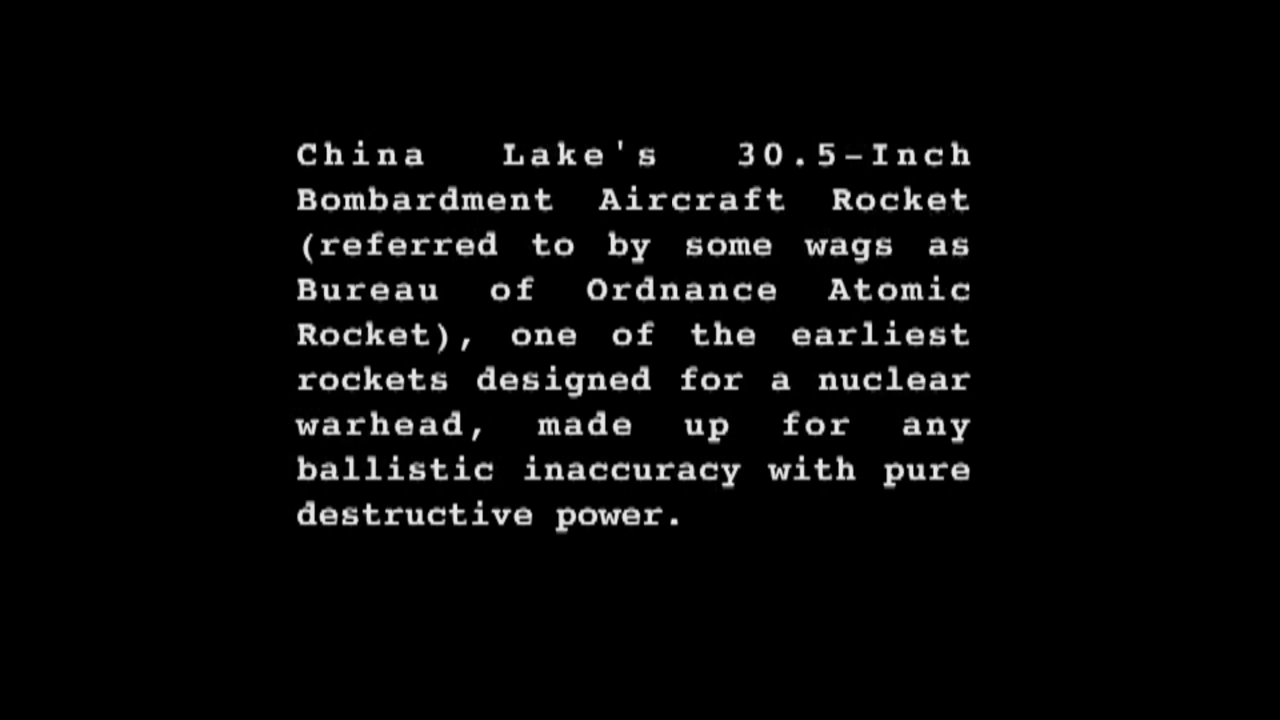 China Lake's 30.5-Inch
Bombardment Aircraft Rocket
(referred to by some wags as
Bureau of Ordnance Atomic
Rocket), one of the earliest
rockets designed for a nuclear
warhead, made up for any
ballistic inaccuracy with pure
destructive power.